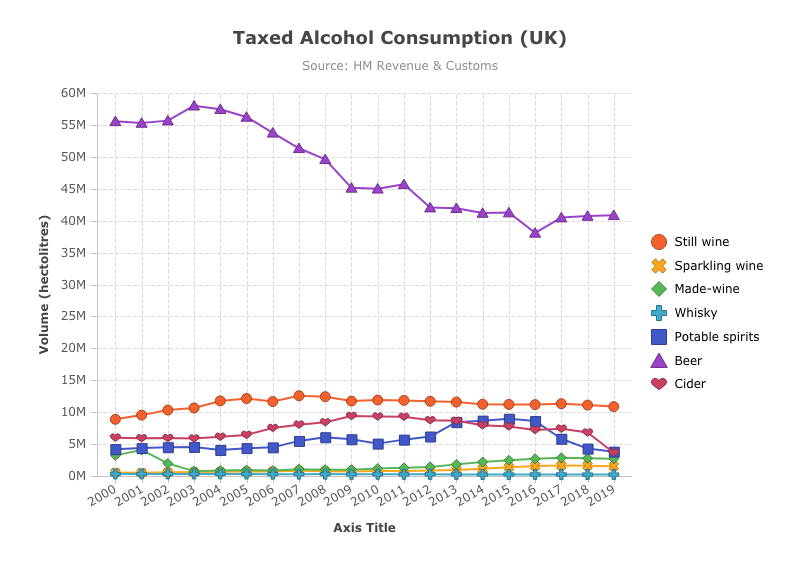 Taxed Alcohol Consumption (UK)
Source: HM Revenue & Customs
Volume (hectolitres)
60M
55M
50M
45M
40M
35M
30M
25M
20M
15M
10M
5M
0M
2000 2001 2002 2003 2004 2005 2006 2007 2008 2009 2010 2011 2012 2013 2014 2015 2016 2017 2018 2019
Axis Title
Still wine
Sparkling wine
Made-wine
Whisky
Potable spirits
Beer
Cider